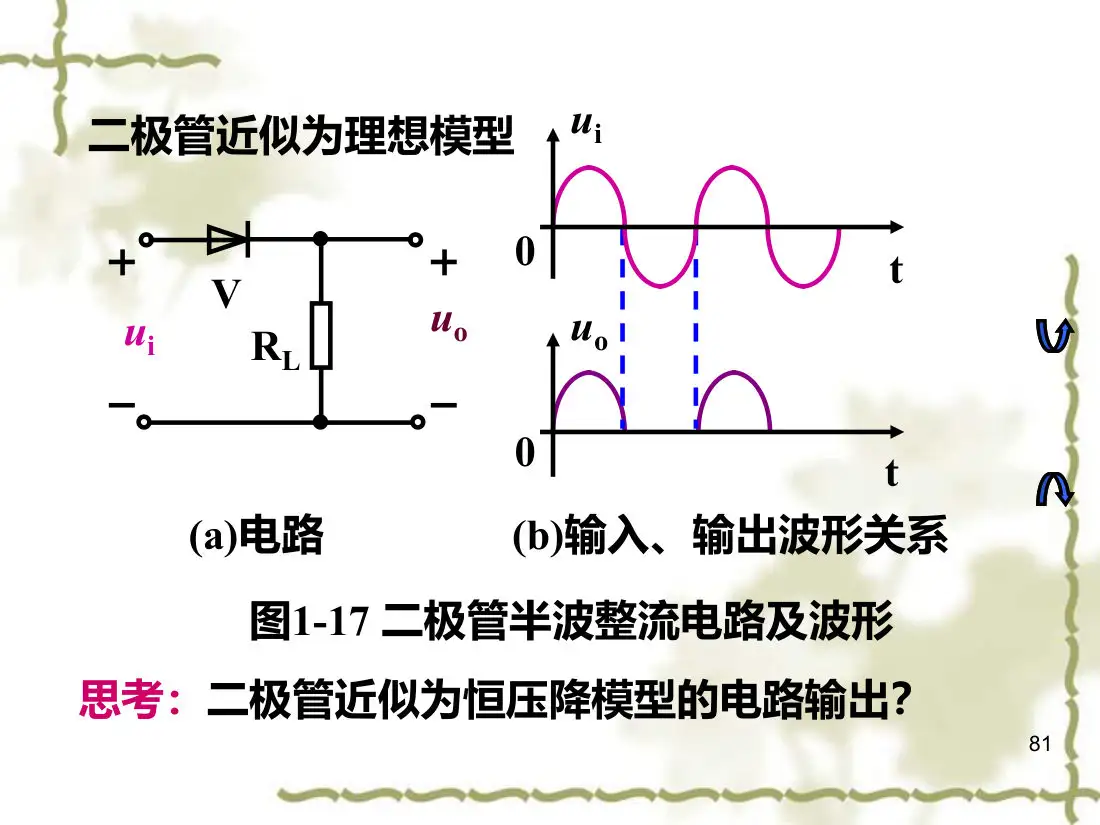 二极管近似为理想模型
+
V
ui
RL
−
+
uo
−
ui
0
t
uo
0
t
(a)电路
(b)输入、输出波形关系
图1-17 二极管半波整流电路及波形
思考：二极管近似为恒压降模型的电路输出？
81